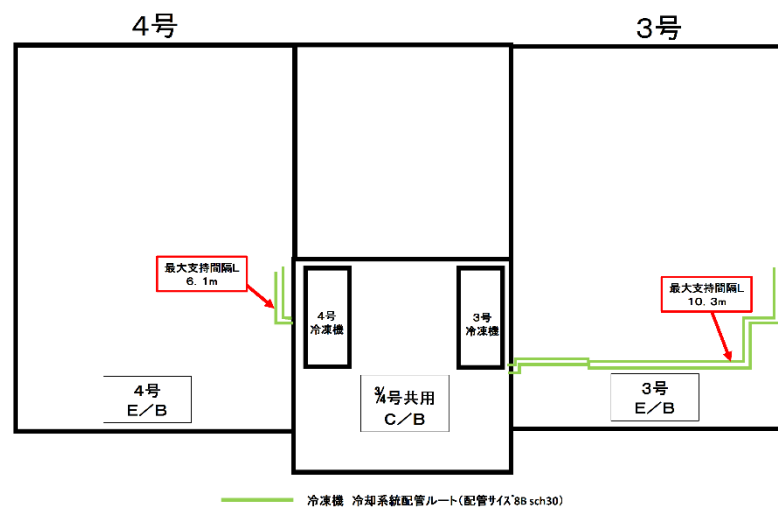 4号
3号
最大支持間隔L
6.1m
最大支持間隔L
10.3m
4号
冷凍機
3号
冷凍機
4号
E/B
3/4号共用
C/B
3号
E/B
冷凍機 冷却系統配管ルート(配管サイズ8B sch30)